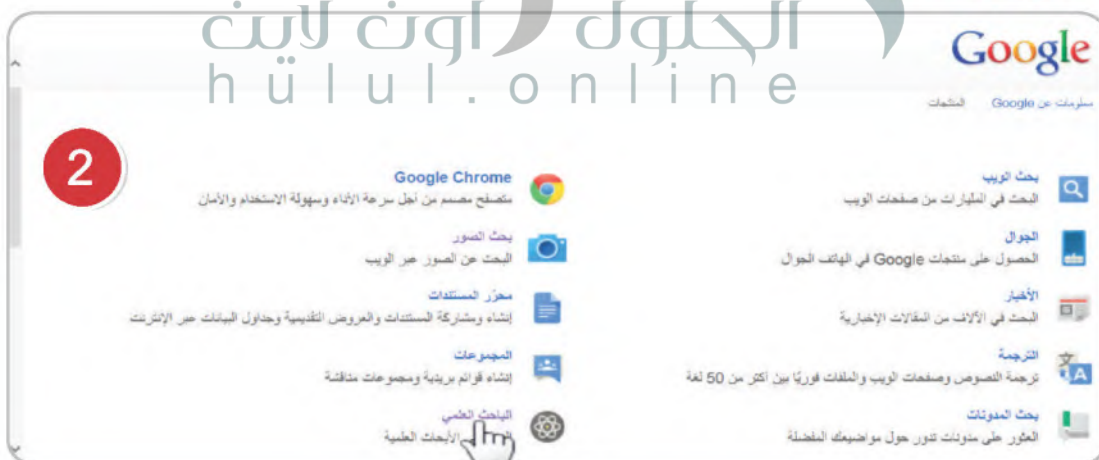 الحلول اون لاين
hülul.online
Google
معلومات عن Google المنتجات
2
بحث الويب
البحث في المليارات من صفحات الويب
الجوال
الحصول على منتجات Google في الهاتف الجوال
الأخبار
البحث في الآلاف من المقالات الإخبارية
الترجمة
ترجمة النصوص وصفحات الويب والملفات فوريًا بين أكثر من 50 لغة
بحث المدونات
العثور على مدونات تدور حول مواضيعك المفضلة
Google Chrome
متصفح مصمم من أجل سرعة الأداء وسهولة الاستخدام والأمان
بحث الصور
البحث عن الصور عبر الويب
محرّر المستندات
إنشاء ومشاركة المستندات والعروض التقديمية وجداول البيانات عبر الإنترنت
المجموعات
إنشاء قوائم بريدية ومجموعات مناقشة
الباحث العلمي
الأبحاث العلمية